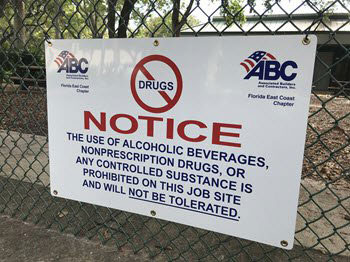 ABC
Associated Builders
and Contractors, Inc.
Florida East Coast
Chapter
DRUGS
ABC
Associated Builders
and Contractors, Inc.
Florida East Coast
Chapter
NOTICE
THE USE OF ALCOHOLIC BEVERAGES,
NONPRESCRIPTION DRUGS, OR
ANY CONTROLLED SUBSTANCE IS
PROHIBITED ON THIS JOB SITE
AND WILL NOT BE TOLERATED.